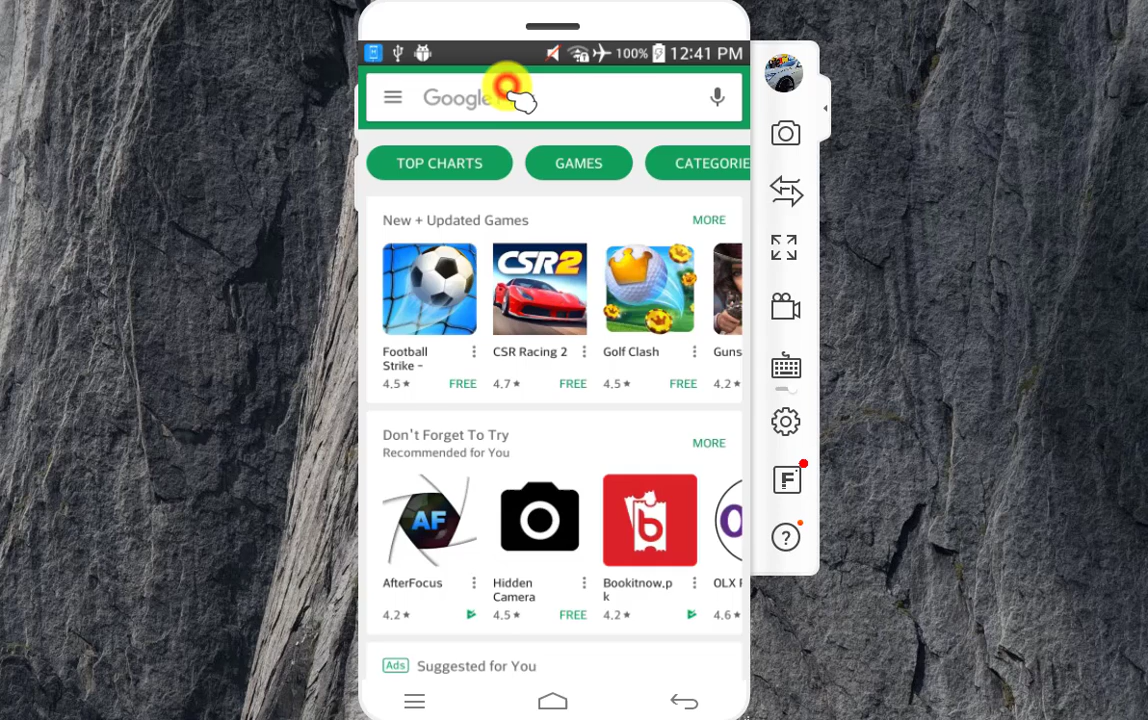 100% 12:41 PM
Google
TOP CHARTS GAMES CATEGORIE
New + Updated Games MORE
CSR2
Football Strike - CSR Racing 2 Golf Clash Guns
4.5★ FREE 4.7★ FREE 4.5★ FREE 4.2★
Don't Forget To Try MORE
Recommended for You
AF b
AfterFocus Hidden Camera Bookitnow.pk OLX
4.2★ 4.5★ FREE 4.2★ 4.6★
Ads Suggested for You
F
?